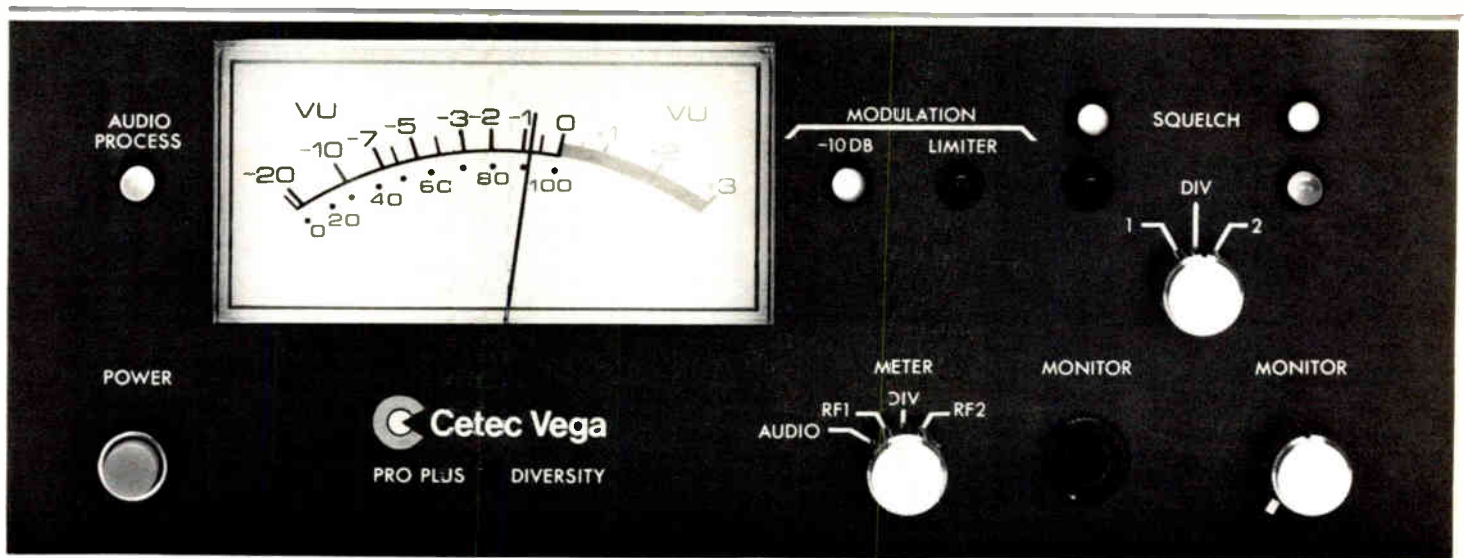 AUDIO
PROCESS
VU
VU
-20
-10
-7
-5
-3
-2
-1
0
1
2
3
0
20
40
60
80
100
MODULATION
-10 DB
LIMITER
SQUELCH
1
DIV
2
POWER
Cetec Vega
PRO PLUS DIVERSITY
METER
AUDIO
RF1
DIV
RF2
MONITOR
MONITOR